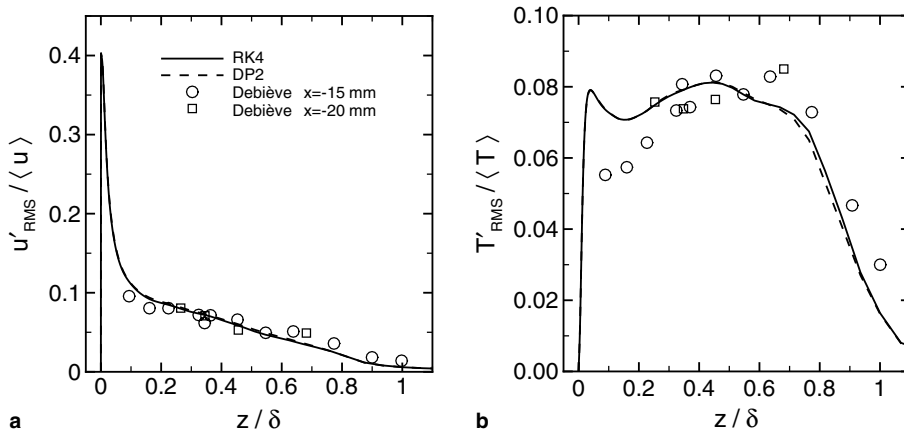 0.4
0.3
0.2
0.1
0.0
u′RMS / ⟨u⟩
RK4
DP2
Debiève x=-15 mm
Debiève x=-20 mm
0 0.2 0.4 0.6 0.8 1
z / δ
a
0.10
0.08
0.06
0.04
0.02
0.00
T′RMS / ⟨T⟩
0 0.2 0.4 0.6 0.8 1
z / δ
b